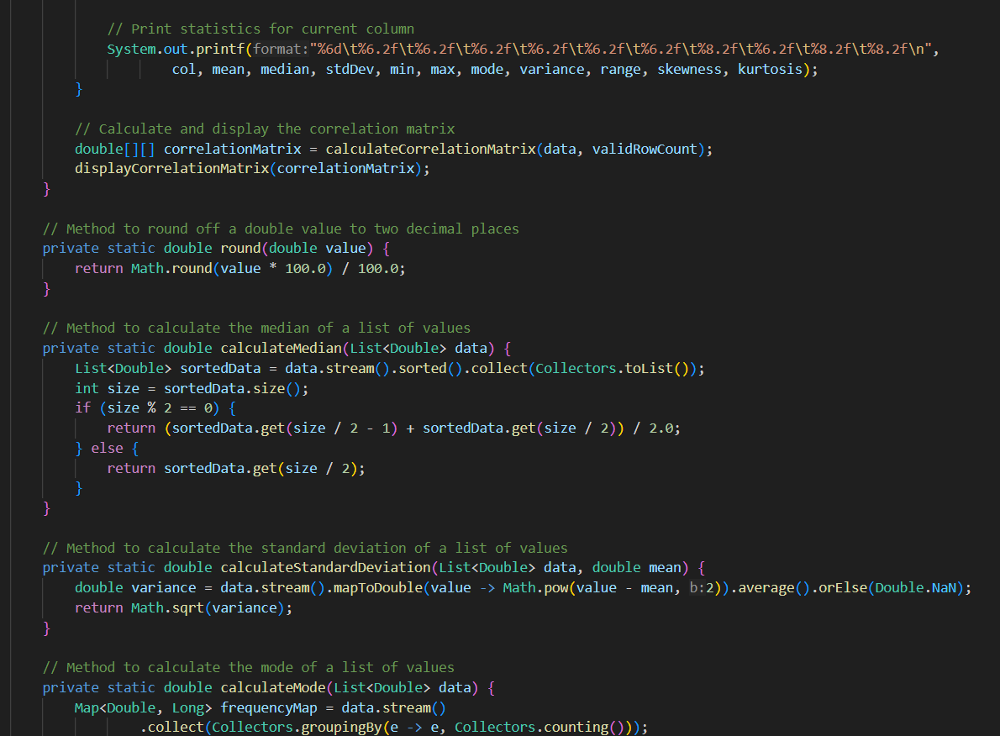 // Print statistics for current column
System.out.printf(format:"%6d\t%6.2f\t%6.2f\t%6.2f\t%6.2f\t%6.2f\t%6.2f\t%8.2f\t%6.2f\t%8.2f\t%8.2f\n",
col, mean, median, stdDev, min, max, mode, variance, range, skewness, kurtosis);
}
// Calculate and display the correlation matrix
double[][] correlationMatrix = calculateCorrelationMatrix(data, validRowCount);
displayCorrelationMatrix(correlationMatrix);
}
// Method to round off a double value to two decimal places
private static double round(double value) {
return Math.round(value * 100.0) / 100.0;
}
// Method to calculate the median of a list of values
private static double calculateMedian(List<Double> data) {
List<Double> sortedData = data.stream().sorted().collect(Collectors.toList());
int size = sortedData.size();
if (size % 2 == 0) {
return (sortedData.get(size / 2 - 1) + sortedData.get(size / 2)) / 2.0;
} else {
return sortedData.get(size / 2);
}
}
// Method to calculate the standard deviation of a list of values
private static double calculateStandardDeviation(List<Double> data, double mean) {
double variance = data.stream().mapToDouble(value -> Math.pow(value - mean, b:2)).average().orElse(Double.NaN);
return Math.sqrt(variance);
}
// Method to calculate the mode of a list of values
private static double calculateMode(List<Double> data) {
Map<Double, Long> frequencyMap = data.stream()
.collect(Collectors.groupingBy(e -> e, Collectors.counting()));